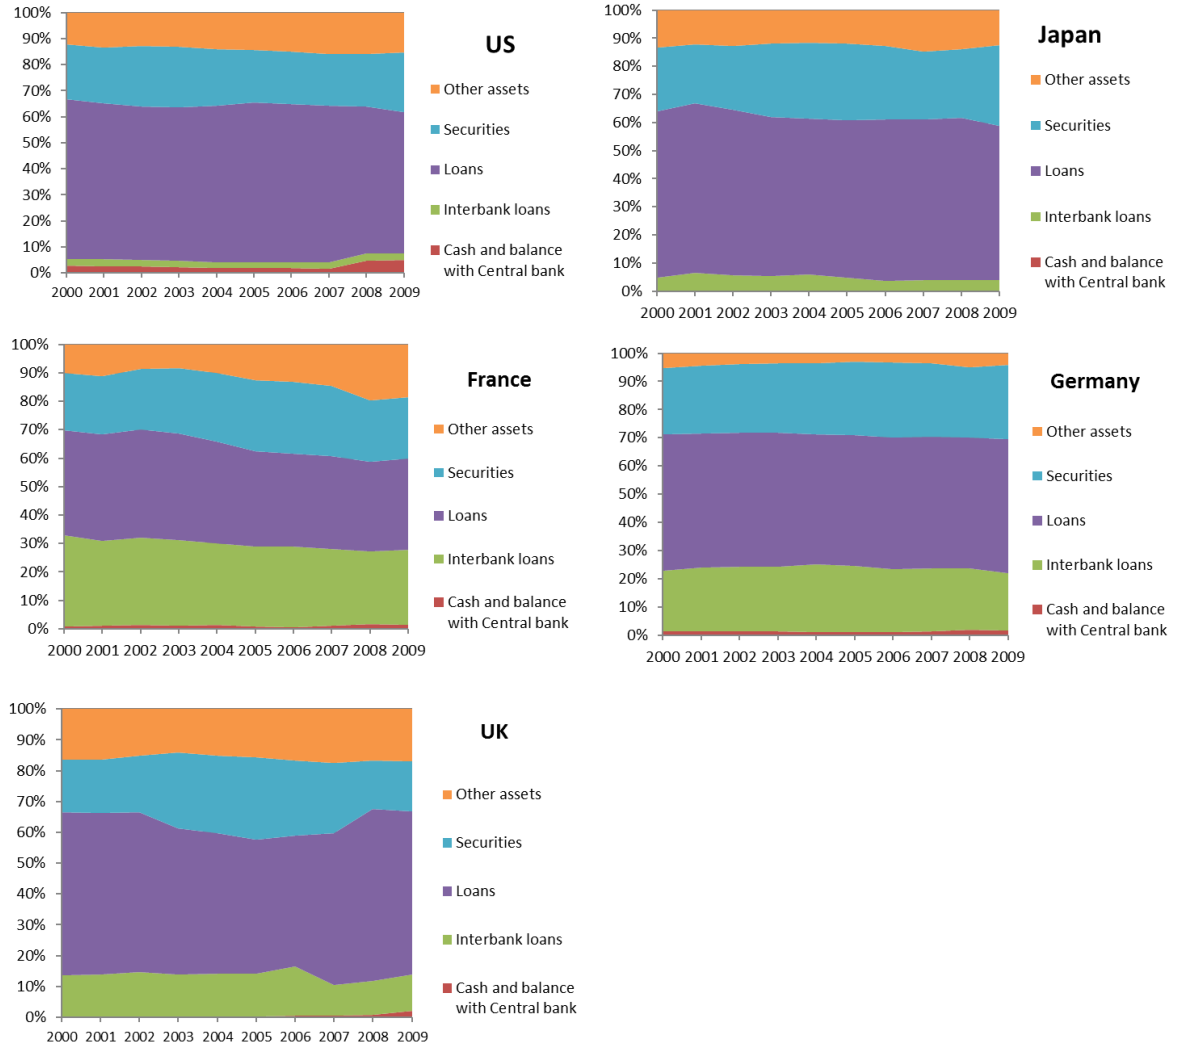 US
100%
90%
80%
70%
60%
50%
40%
30%
20%
10%
0%
2000 2001 2002 2003 2004 2005 2006 2007 2008 2009
Other assets
Securities
Loans
Interbank loans
Cash and balance
with Central bank
Japan
100%
90%
80%
70%
60%
50%
40%
30%
20%
10%
0%
2000 2001 2002 2003 2004 2005 2006 2007 2008 2009
Other assets
Securities
Loans
Interbank loans
Cash and balance
with Central bank
France
100%
90%
80%
70%
60%
50%
40%
30%
20%
10%
0%
2000 2001 2002 2003 2004 2005 2006 2007 2008 2009
Other assets
Securities
Loans
Interbank loans
Cash and balance
with Central bank
Germany
100%
90%
80%
70%
60%
50%
40%
30%
20%
10%
0%
2000 2001 2002 2003 2004 2005 2006 2007 2008 2009
Other assets
Securities
Loans
Interbank loans
Cash and balance
with Central bank
UK
100%
90%
80%
70%
60%
50%
40%
30%
20%
10%
0%
2000 2001 2002 2003 2004 2005 2006 2007 2008 2009
Other assets
Securities
Loans
Interbank loans
Cash and balance
with Central bank